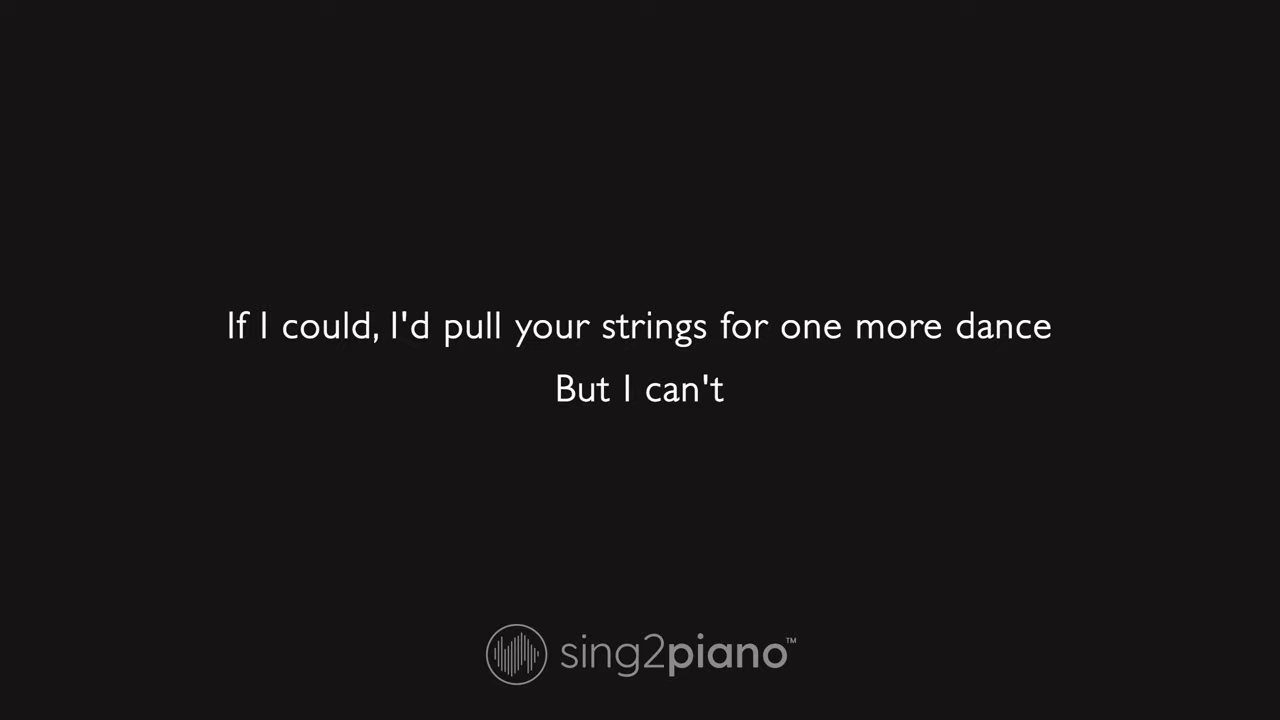 If I could, I'd pull your strings for one more dance
But I can't
sing2piano™